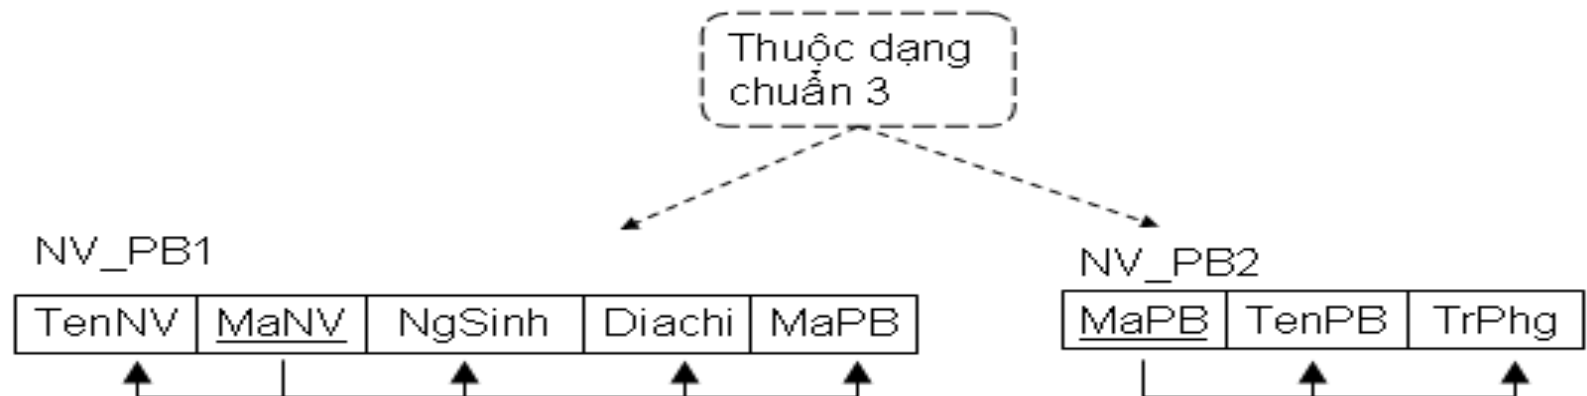 Thuộc dạng
chuẩn 3
NV_PB1
NV_PB2
TenNV MaNV NgSinh Diachi MaPB
MaPB TenPB TrPhg